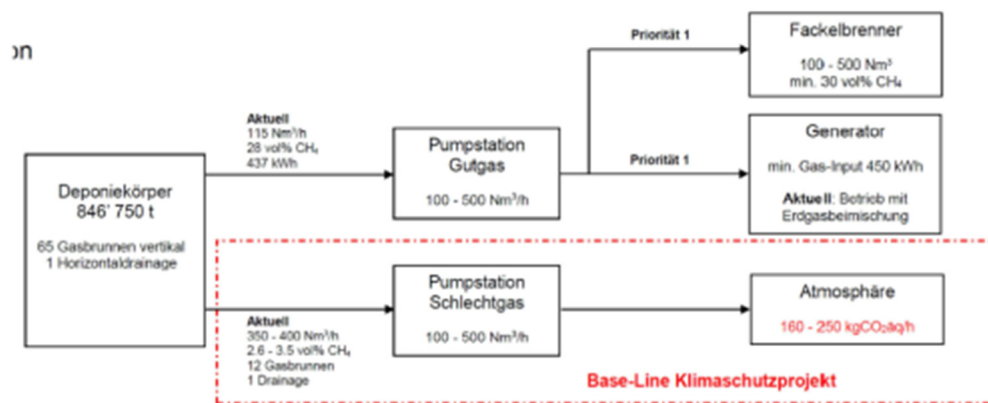 on
Deponiekörper
846' 750 t
65 Gasbrunnen vertikal
1 Horizontaldrainage
Aktuell
115 Nm³/h
28 vol% CH₄
437 kWh
Pumpstation
Gutgas
100 - 500 Nm³/h
Priorität 1
Fackelbrenner
100 - 500 Nm³
min. 30 vol% CH₄
Priorität 1
Generator
min. Gas-Input 450 kWh
Aktuell: Betrieb mit
Erdgasbeimischung
Aktuell
350 - 400 Nm³/h
2.6 - 3.5 vol% CH₄
12 Gasbrunnen
1 Drainage
Pumpstation
Schlechtgas
100 - 500 Nm³/h
Atmosphäre
160 - 250 kgCO₂äq/h
Base-Line Klimaschutzprojekt